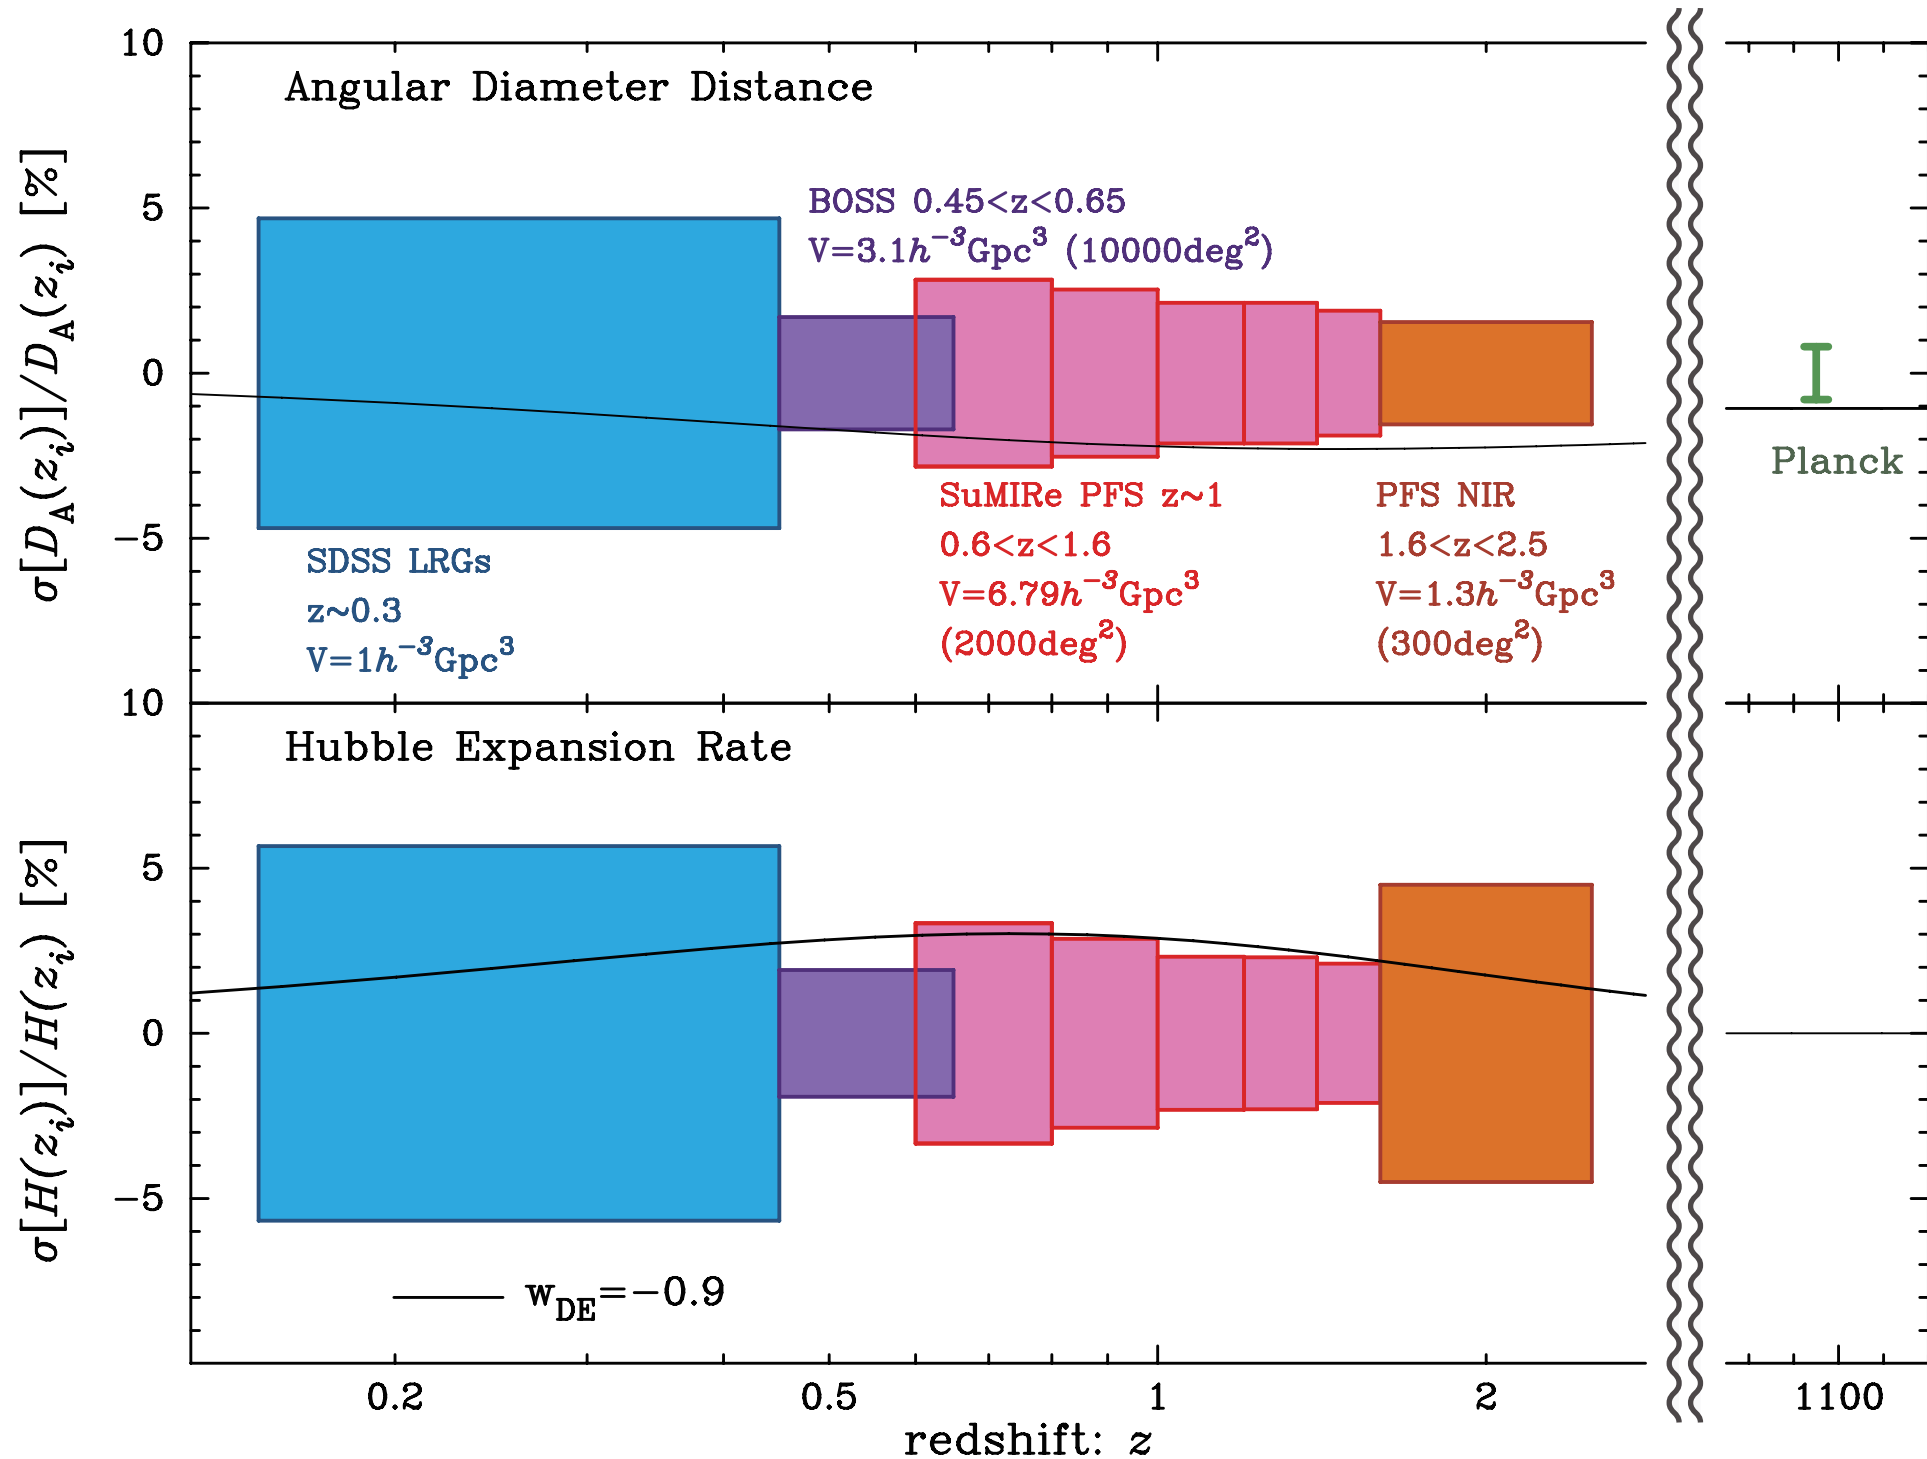 σ[D_A(z_i)]/D_A(z_i) [%]
10
5
0
−5
Angular Diameter Distance
BOSS 0.45<z<0.65
V=3.1h⁻³Gpc³ (10000deg²)
SDSS LRGs
z~0.3
V=1h⁻³Gpc³
SuMIRe PFS z~1
0.6<z<1.6
V=6.79h⁻³Gpc³
(2000deg²)
PFS NIR
1.6<z<2.5
V=1.3h⁻³Gpc³
(300deg²)
Planck
σ[H(z_i)]/H(z_i) [%]
10
5
0
−5
Hubble Expansion Rate
w_DE=−0.9
0.2 0.5 1 2 1100
redshift: z